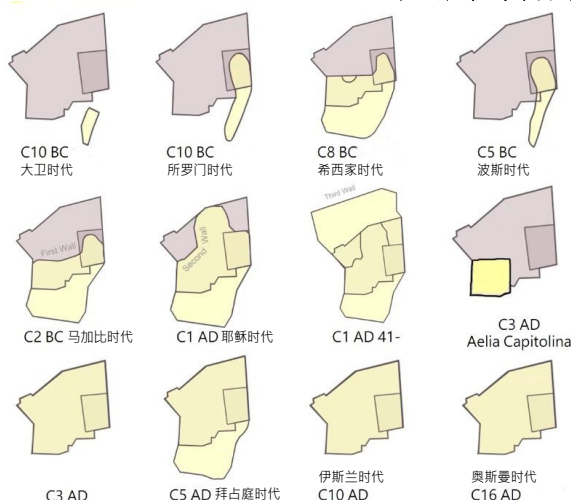 C10 BC
大卫时代
C10 BC
所罗门时代
C8 BC
希西家时代
C5 BC
波斯时代
First Wall
C2 BC 马加比时代
Second Wall
C1 AD 耶稣时代
Third Wall
C1 AD 41-
C3 AD
Aelia Capitolina
C3 AD
C5 AD 拜占庭时代
伊斯兰时代
C10 AD
奥斯曼时代
C16 AD